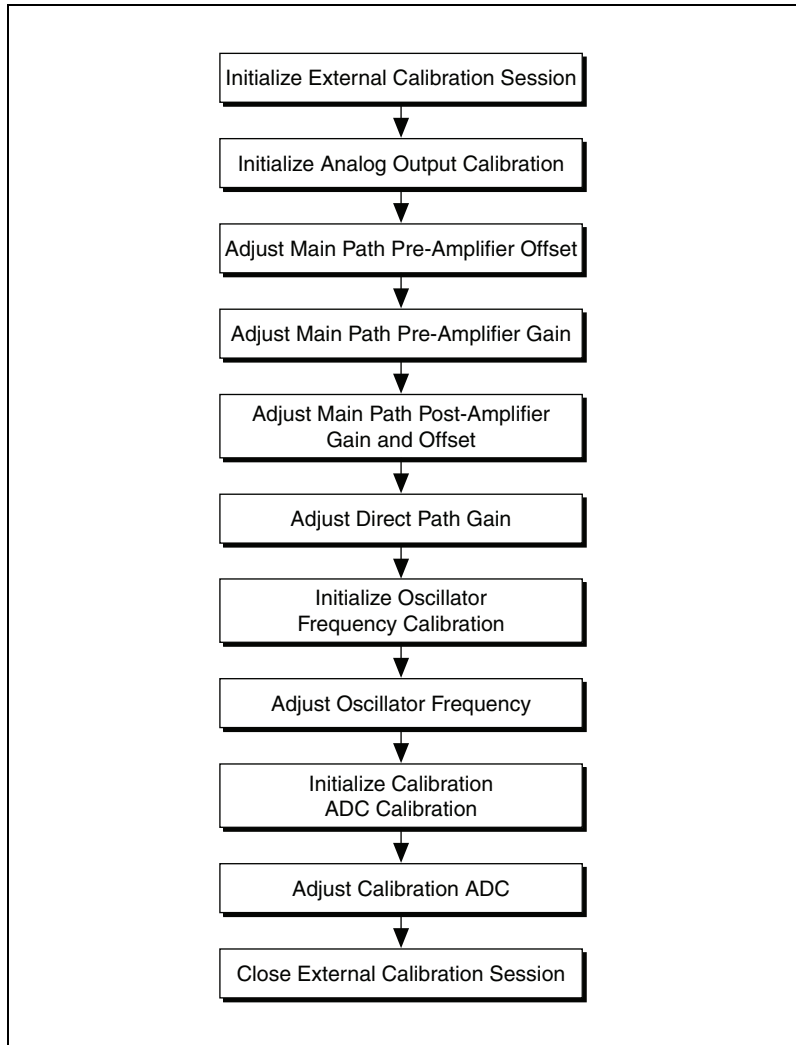 Initialize External Calibration Session
Initialize Analog Output Calibration
Adjust Main Path Pre-Amplifier Offset
Adjust Main Path Pre-Amplifier Gain
Adjust Main Path Post-Amplifier
Gain and Offset
Adjust Direct Path Gain
Initialize Oscillator
Frequency Calibration
Adjust Oscillator Frequency
Initialize Calibration
ADC Calibration
Adjust Calibration ADC
Close External Calibration Session